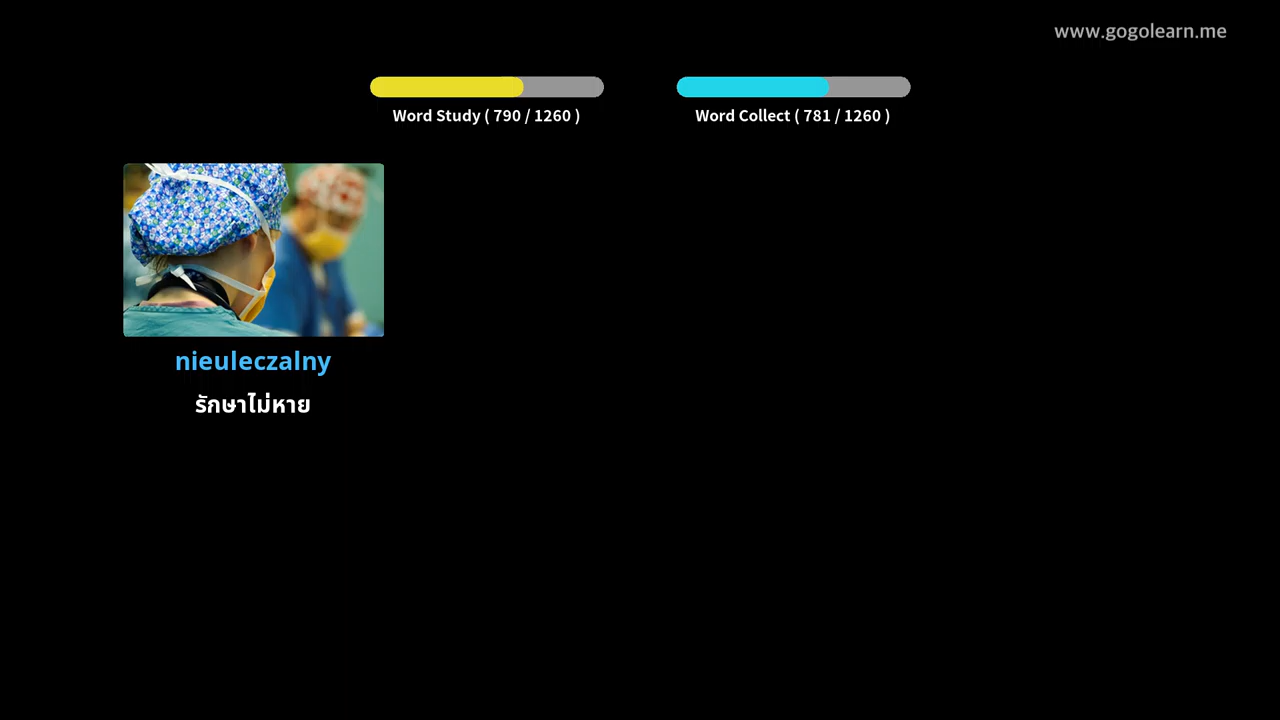 www.gogolearn.me
Word Study ( 790 / 1260 )
Word Collect ( 781 / 1260 )
nieuleczalny
รักษาไม่หาย